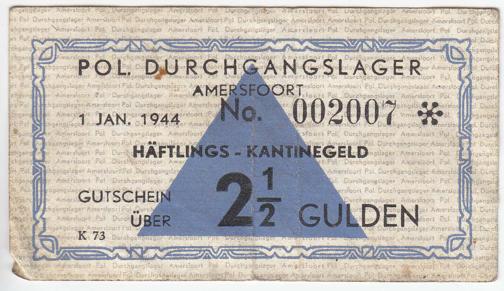 POL. DURCHGANGSLAGER
AMERSFOORT
1 JAN. 1944 No. 002007 *
HÄFTLINGS - KANTINEGELD
GUTSCHEIN
ÜBER 2 1/2 GULDEN
K 73